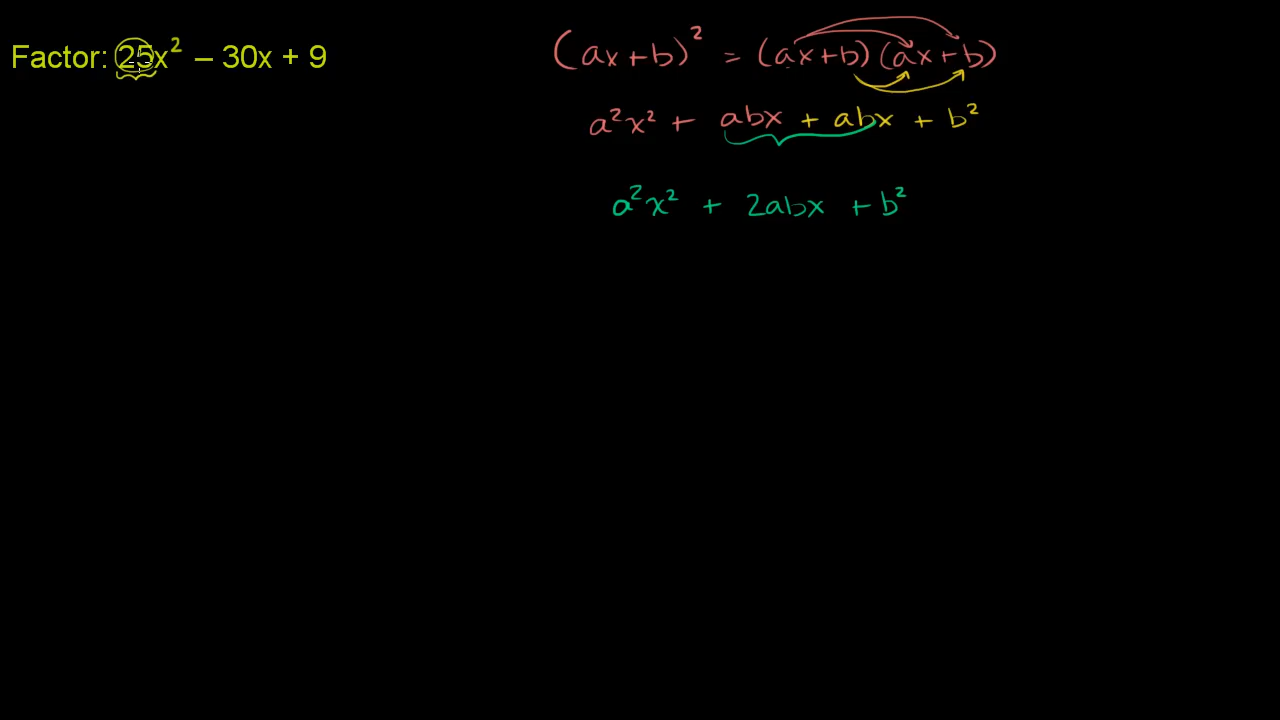 Factor: 25x² – 30x + 9
(ax+b)² = (ax+b)(ax+b)
a²x² + abx + abx + b²
a²x² + 2abx + b²